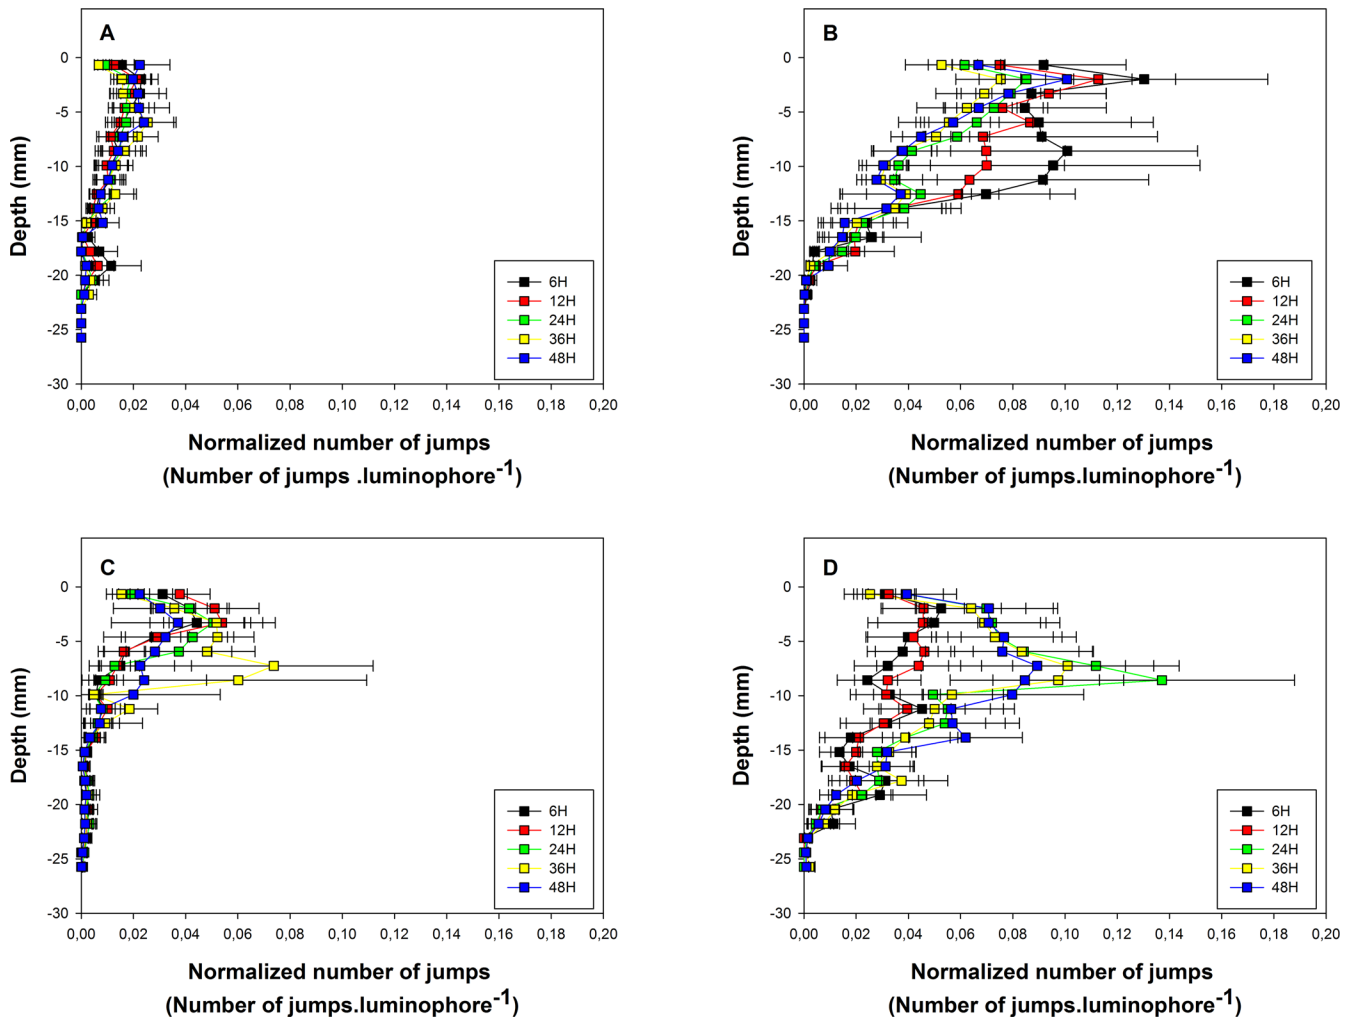 A
0
-5
-10
-15
-20
-25
-30
Depth (mm)
6H
12H
24H
36H
48H
0,00 0,02 0,04 0,06 0,08 0,10 0,12 0,14 0,16 0,18 0,20
Normalized number of jumps
(Number of jumps .luminophore-1)
B
0
-5
-10
-15
-20
-25
-30
Depth (mm)
6H
12H
24H
36H
48H
0,00 0,02 0,04 0,06 0,08 0,10 0,12 0,14 0,16 0,18 0,20
Normalized number of jumps
(Number of jumps.luminophore-1)
C
0
-5
-10
-15
-20
-25
-30
Depth (mm)
6H
12H
24H
36H
48H
0,00 0,02 0,04 0,06 0,08 0,10 0,12 0,14 0,16 0,18 0,20
Normalized number of jumps
(Number of jumps.luminophore-1)
D
0
-5
-10
-15
-20
-25
-30
Depth (mm)
6H
12H
24H
36H
48H
0,00 0,02 0,04 0,06 0,08 0,10 0,12 0,14 0,16 0,18 0,20
Normalized number of jumps
(Number of jumps.luminophore-1)